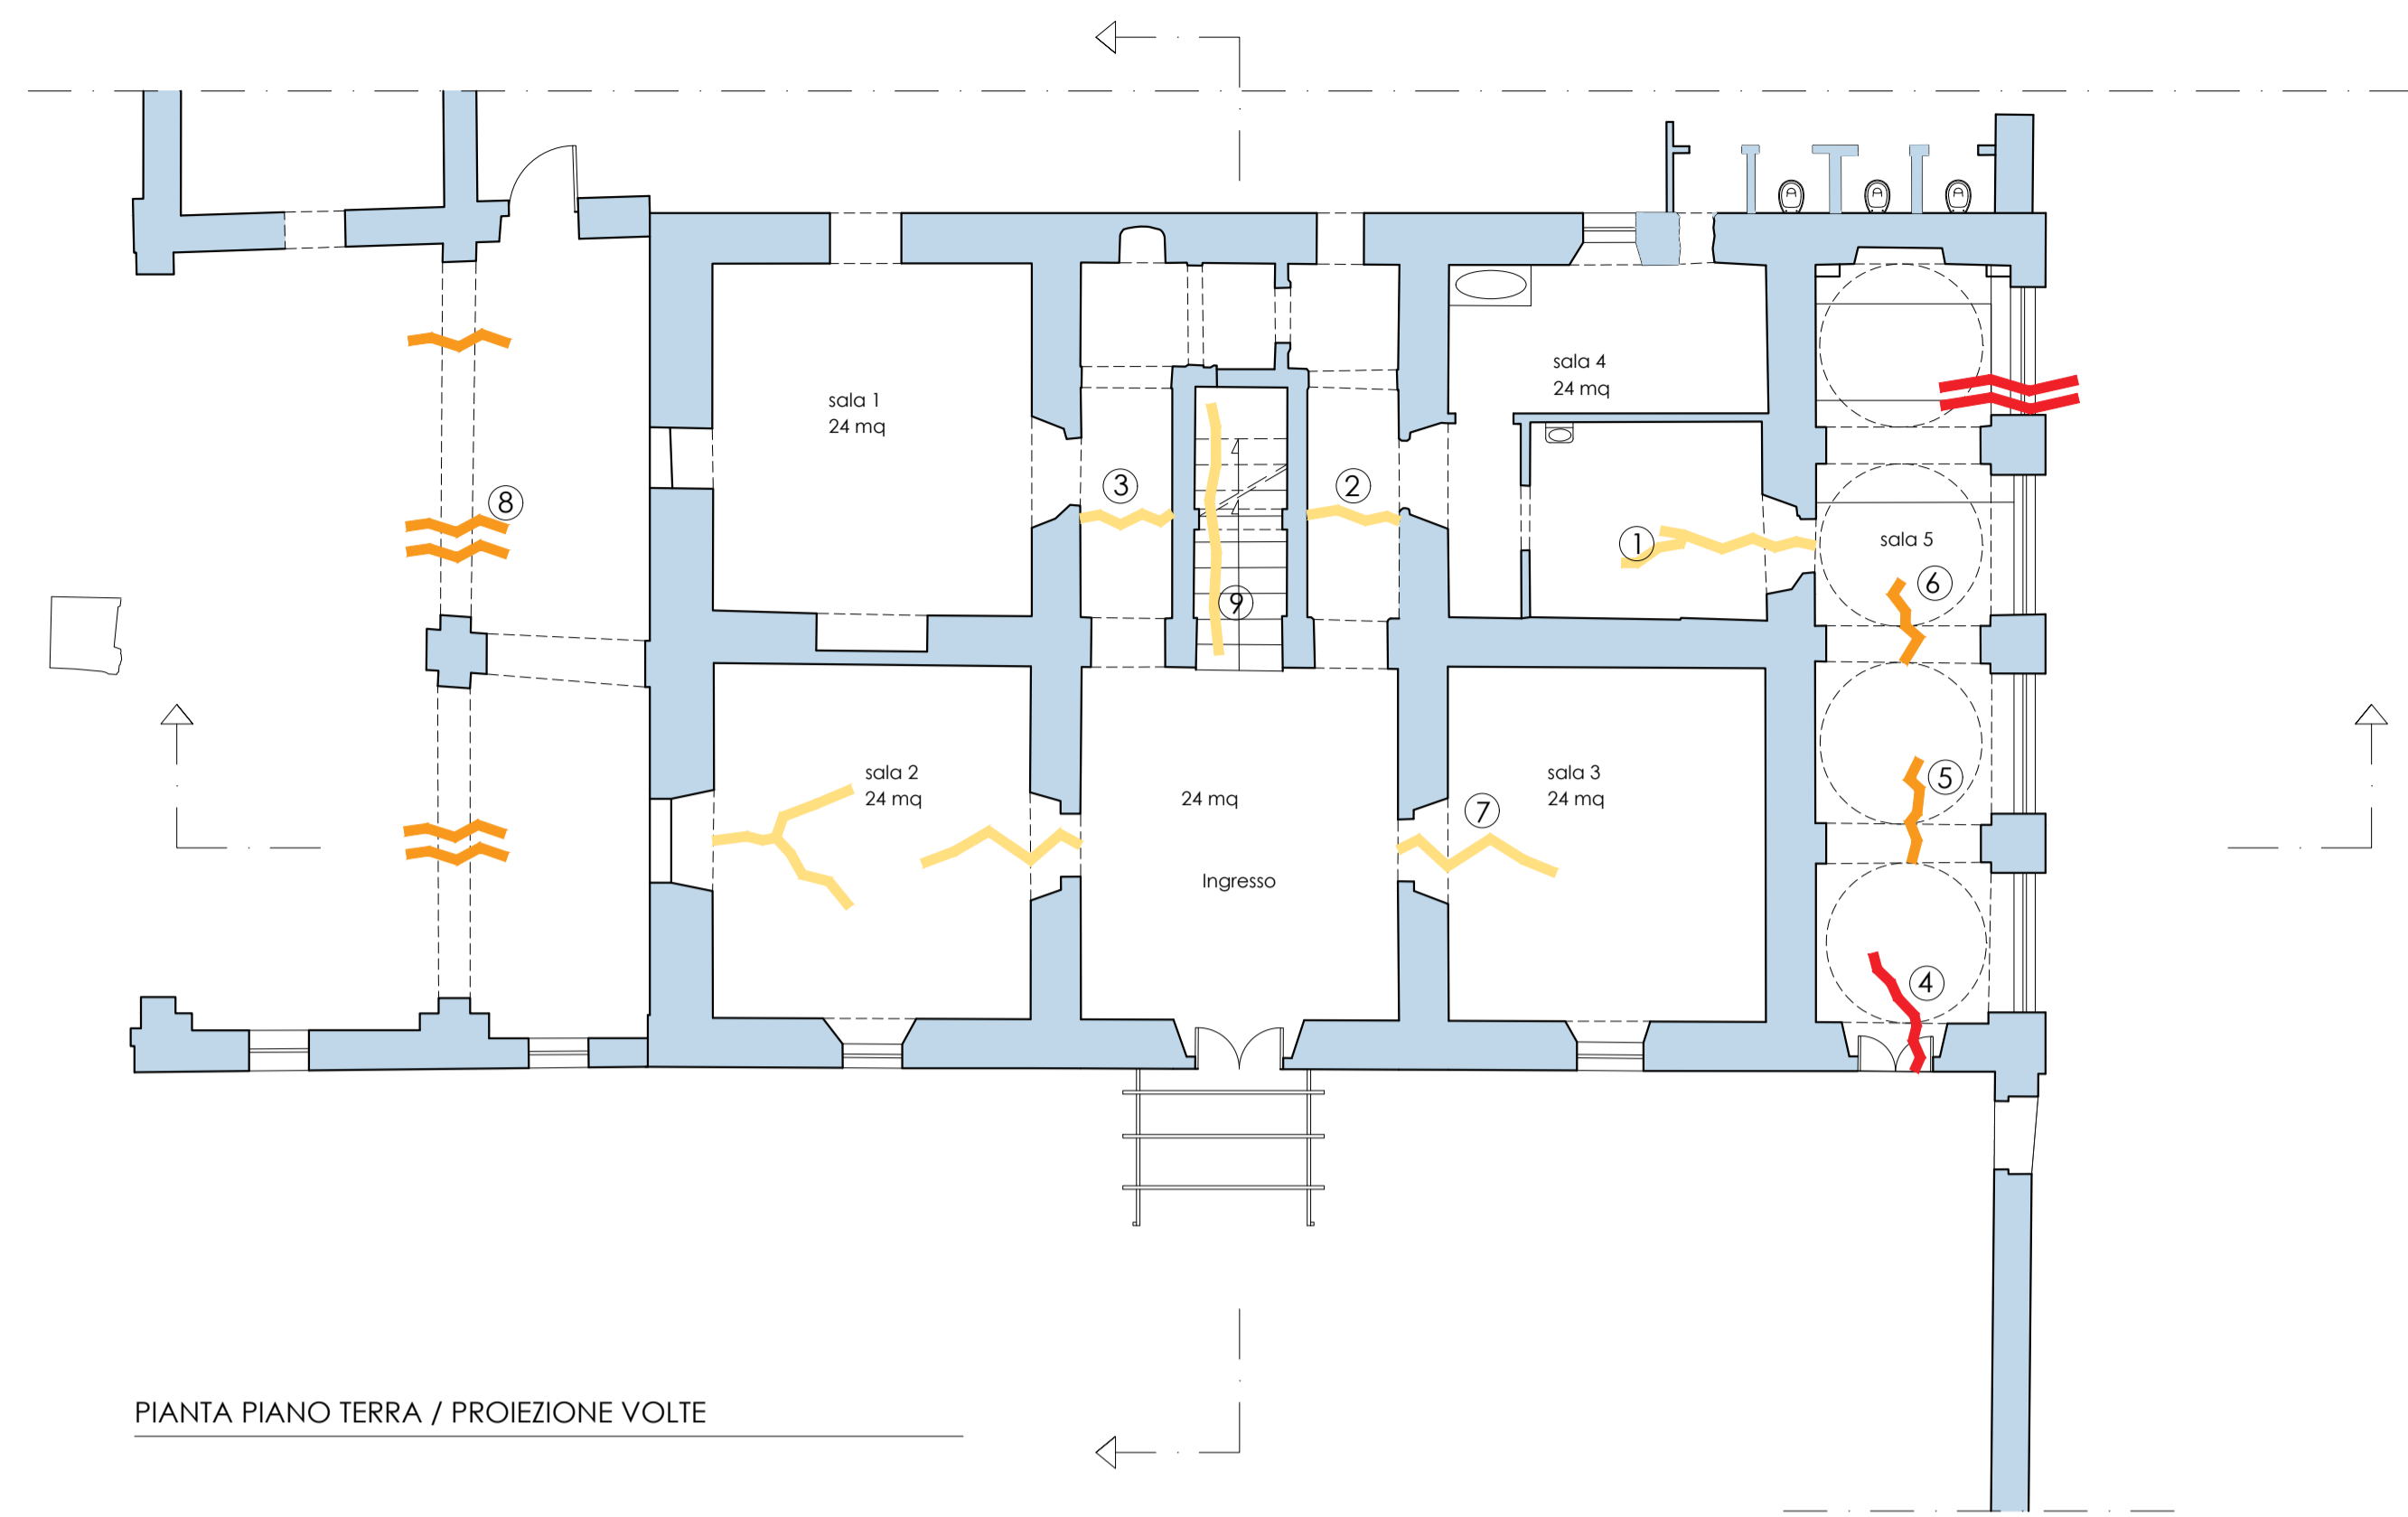 sala 4
24 mq
sala 1
24 mq
3
2
8
1
sala 5
6
9
sala 2
24 mq
24 mq
sala 3
24 mq
5
7
Ingresso
4
PIANTA PIANO TERRA / PROIEZIONE VOLTE